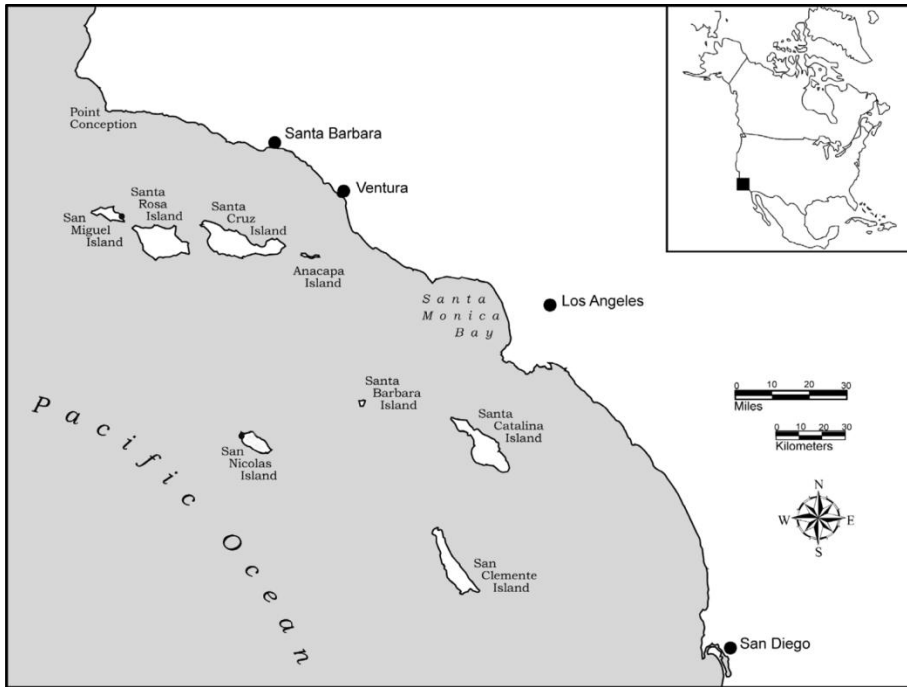 Point
Conception
Santa Barbara
Ventura
San
Miguel
Island
Santa
Rosa
Island
Santa
Cruz
Island
Anacapa
Island
Santa
Monica
Bay
Los Angeles
Santa
Barbara
Island
Santa
Catalina
Island
San
Nicolas
Island
San
Clemente
Island
Pacific Ocean
San Diego
0 10 20 30
Miles
0 10 20 30
Kilometers
N
W E
S